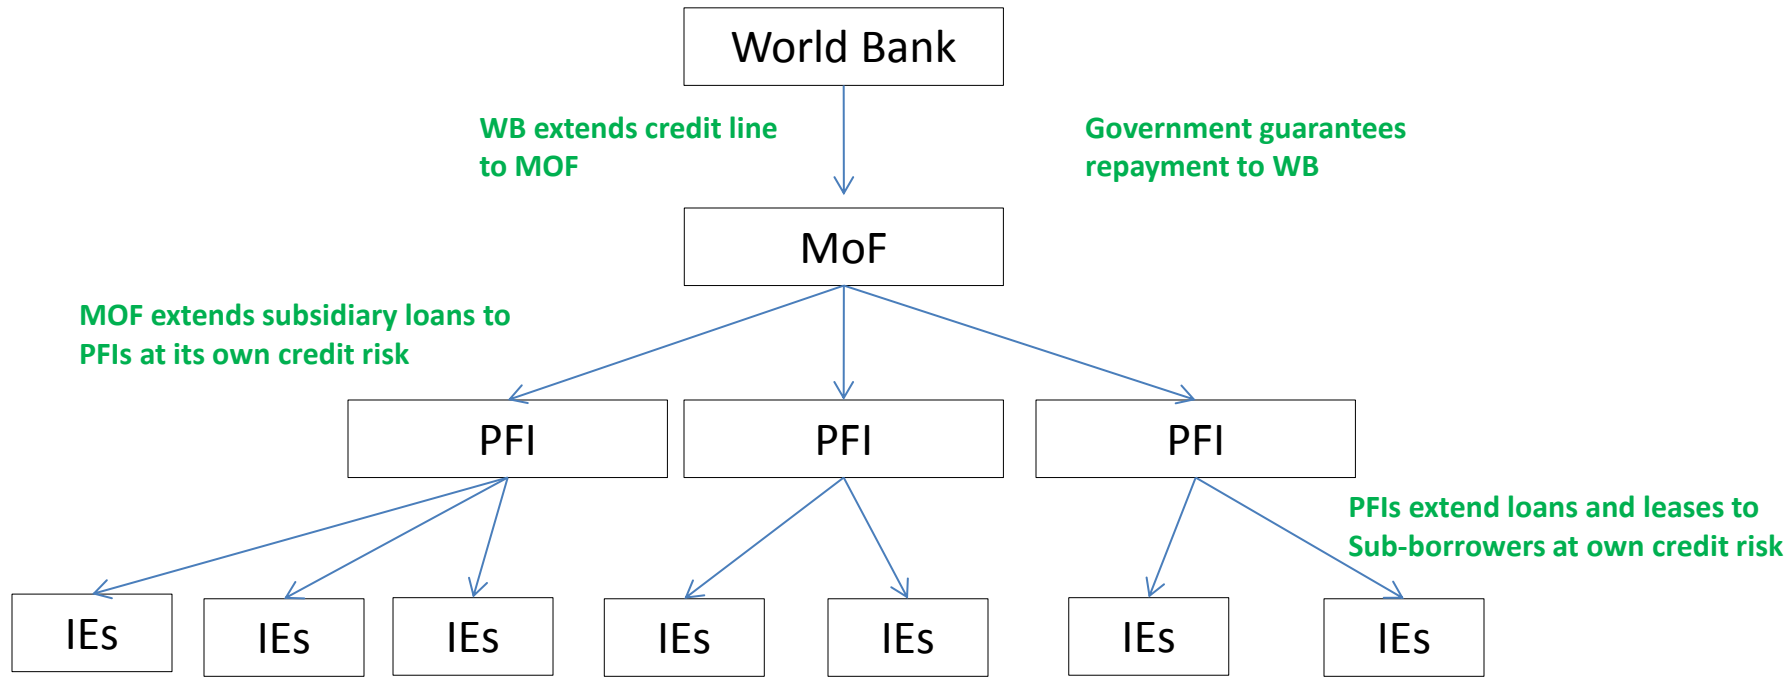 World Bank
WB extends credit line
to MOF
Government guarantees
repayment to WB
MoF
MOF extends subsidiary loans to
PFIs at its own credit risk
PFI
PFI
PFI
PFIs extend loans and leases to
Sub-borrowers at own credit risk
IEs
IEs
IEs
IEs
IEs
IEs
IEs